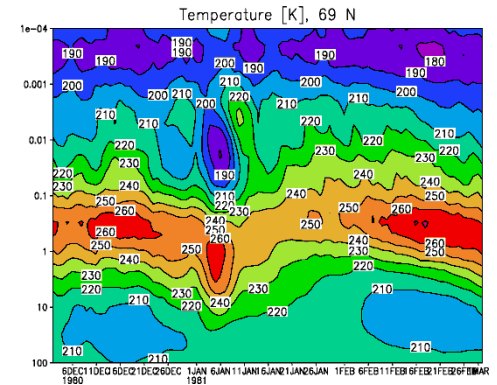 Temperature [K], 69 N
1e-04
190 190 190 190 180
190 190
200 200 190 200 200
0.001
200 210 220 210
210 200 210 210
0.01
220 220 220
220 230 230 230
190
240
0.1
230 240 210 240 240
250 220 230 250
260 240 250 250 260
250
260 260 260
250 250 240 250
1
240 230 240
230 230 220 230
220 220 240 230 220
10
210 210 220 210
210 210 210
100
6DEC 11DEC 16DEC 21DEC 26DEC 1JAN 6JAN 11JAN 16JAN 21JAN 26JAN 1FEB 6FEB 11FEB 16FEB 21FEB 26FEB 1MAR
1980 1981